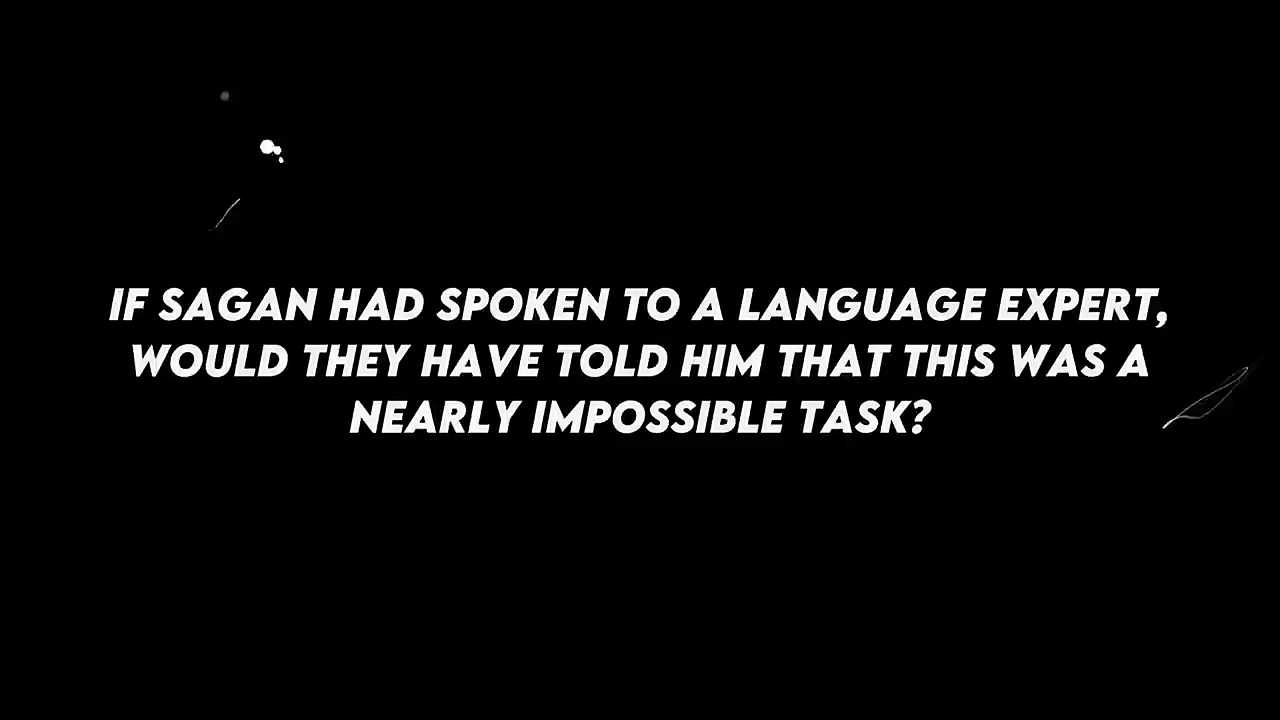 IF SAGAN HAD SPOKEN TO A LANGUAGE EXPERT,
WOULD THEY HAVE TOLD HIM THAT THIS WAS A
NEARLY IMPOSSIBLE TASK?